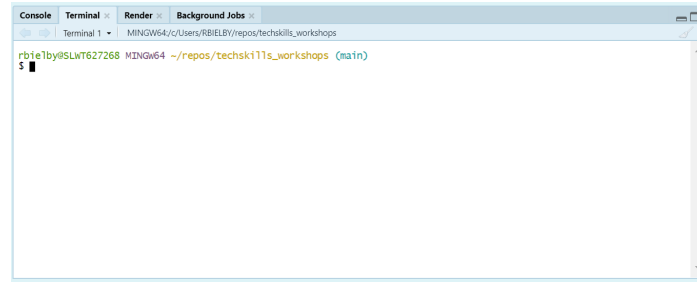 Console Terminal × Render × Background Jobs ×
Terminal 1 MINGW64:/c/Users/RBIELBY/repos/techskills_workshops
rbielby@SLWT627268 MINGW64 ~/repos/techskills_workshops (main)
$